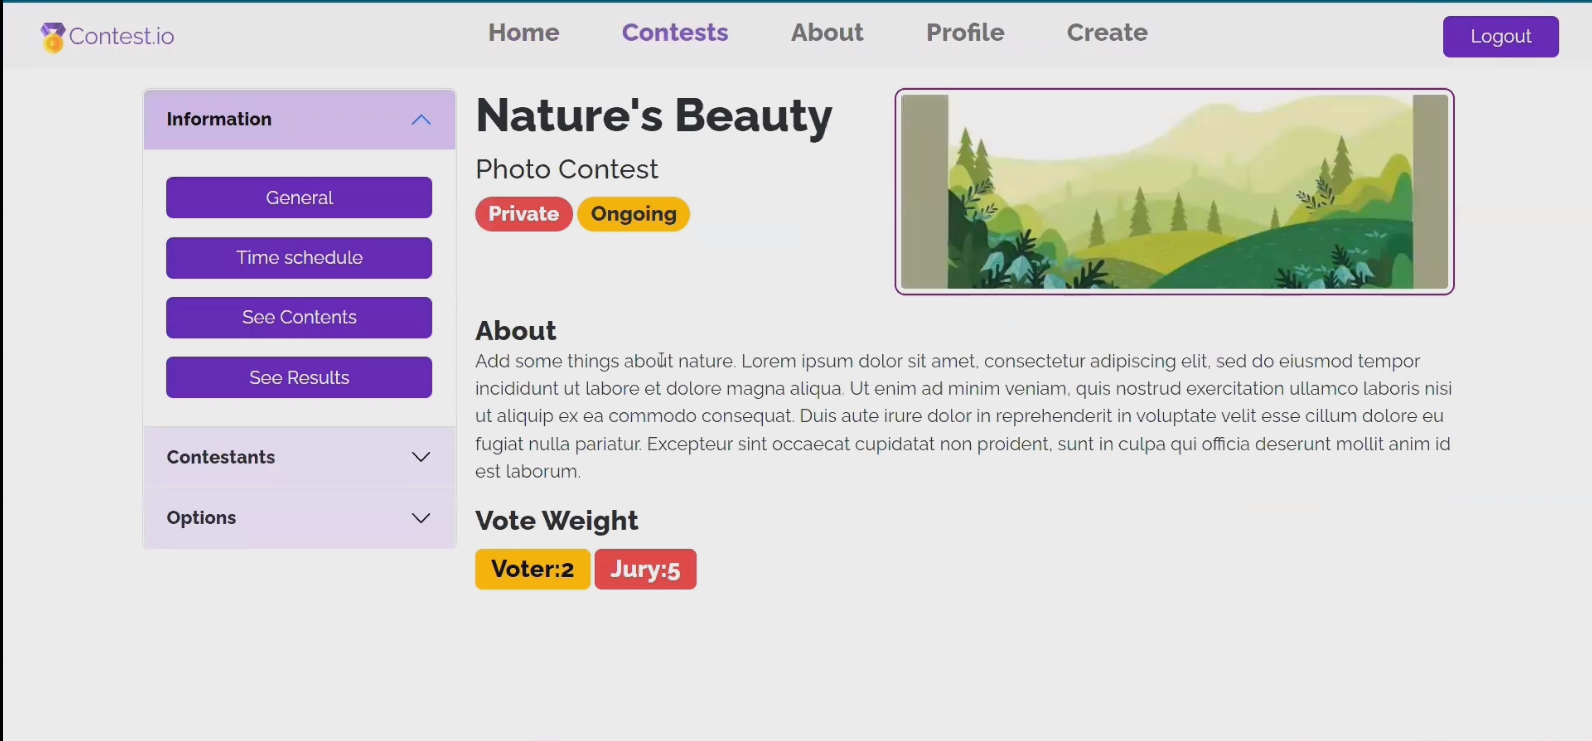 Contest.io
Home
Contests
About
Profile
Create
Logout
Information
General
Time schedule
See Contents
See Results
Contestants
Options
Nature's Beauty
Photo Contest
Private
Ongoing
About
Add some things about nature. Lorem ipsum dolor sit amet, consectetur adipiscing elit, sed do eiusmod tempor
incididunt ut labore et dolore magna aliqua. Ut enim ad minim veniam, quis nostrud exercitation ullamco laboris nisi
ut aliquip ex ea commodo consequat. Duis aute irure dolor in reprehenderit in voluptate velit esse cillum dolore eu
fugiat nulla pariatur. Excepteur sint occaecat cupidatat non proident, sunt in culpa qui officia deserunt mollit anim id
est laborum.
Vote Weight
Voter:2
Jury:5